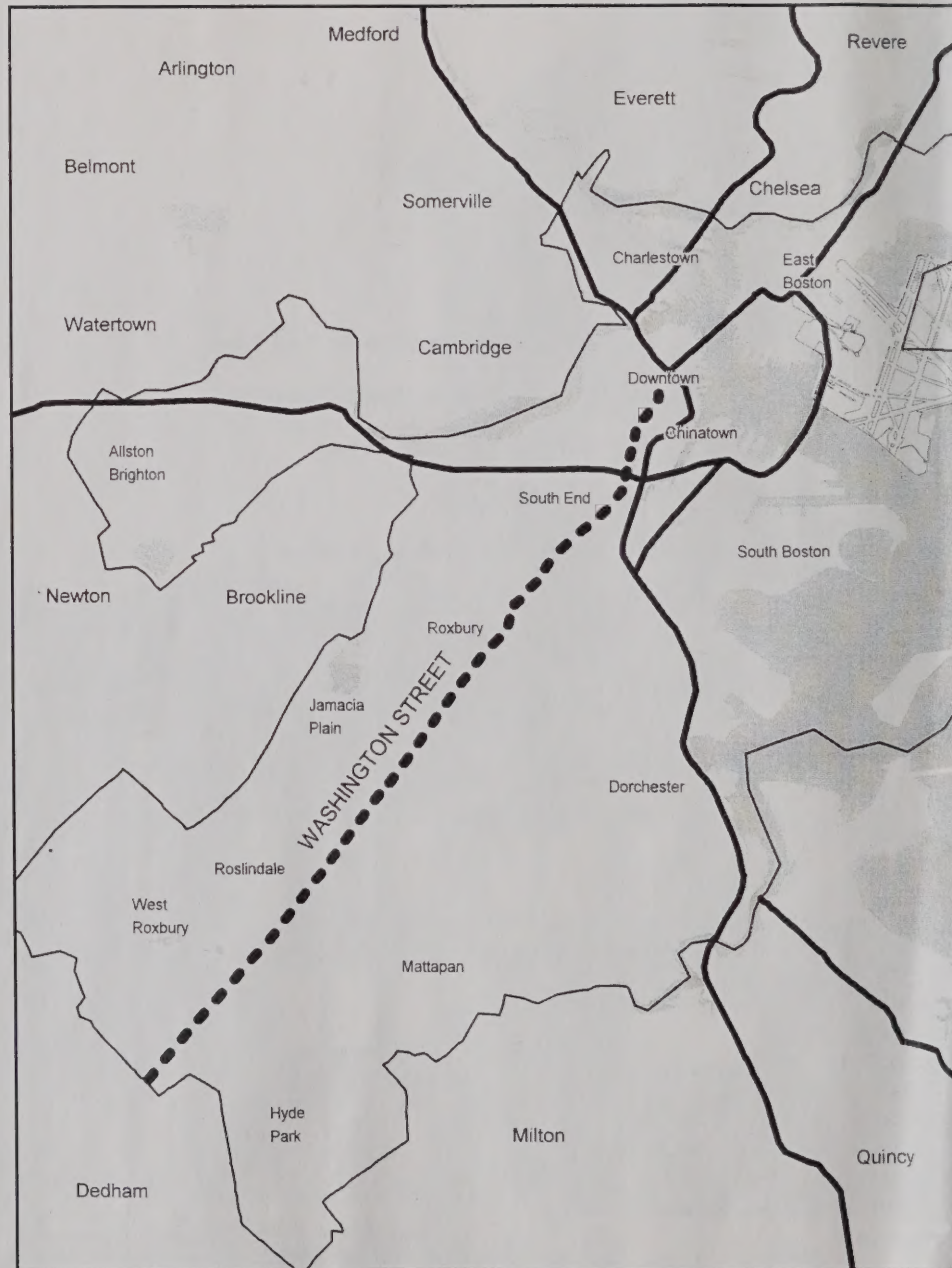 Medford
Revere
Arlington
Everett
Belmont
Chelsea
Somerville
Charlestown
East
Boston
Watertown
Cambridge
Downtown
Chinatown
Allston
Brighton
South End
South Boston
Newton
Brookline
Roxbury
WASHINGTON STREET
Jamacia
Plain
Dorchester
Roslindale
West
Roxbury
Mattapan
Hyde
Park
Milton
Quincy
Dedham